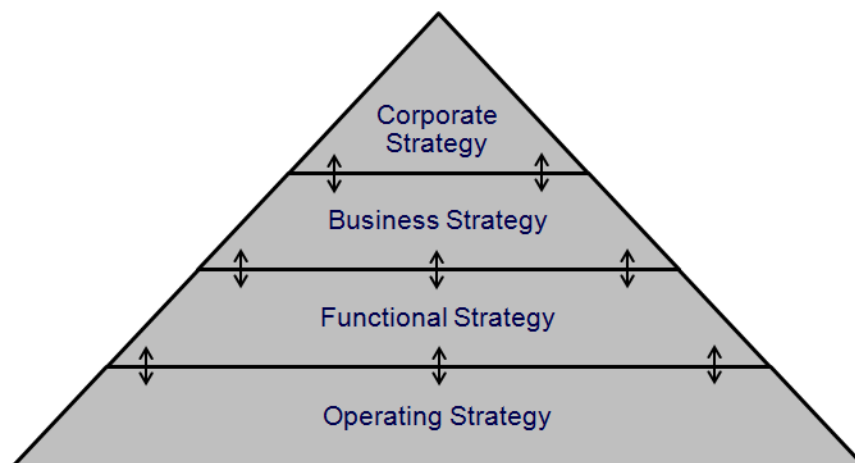 Corporate
Strategy
Business Strategy
Functional Strategy
Operating Strategy